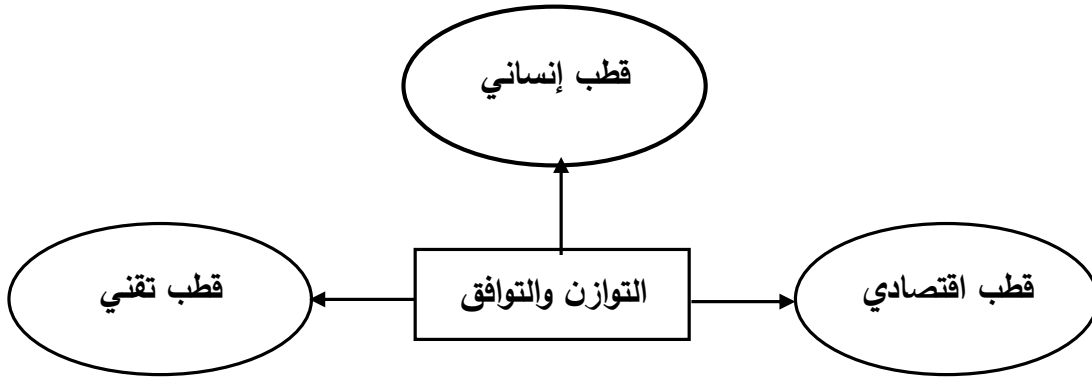 قطب إنساني
قطب اقتصادي
التوازن والتوافق
قطب تقني